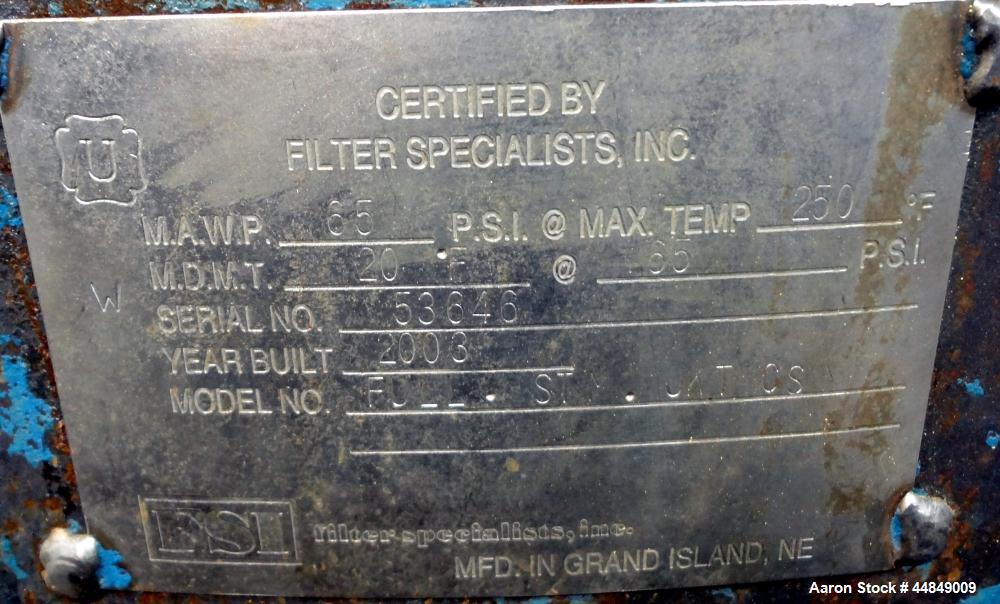 CERTIFIED BY
FILTER SPECIALISTS, INC.
U
M.A.W.P. 65 P.S.I. @ MAX. TEMP 250 °F
M.D.M.T. 20 F @ 65 P.S.I.
W
SERIAL NO. 53646
YEAR BUILT 2003
MODEL NO.
FSI filter specialists, inc.
MFD. IN GRAND ISLAND, NE
Aaron Stock # 44849009